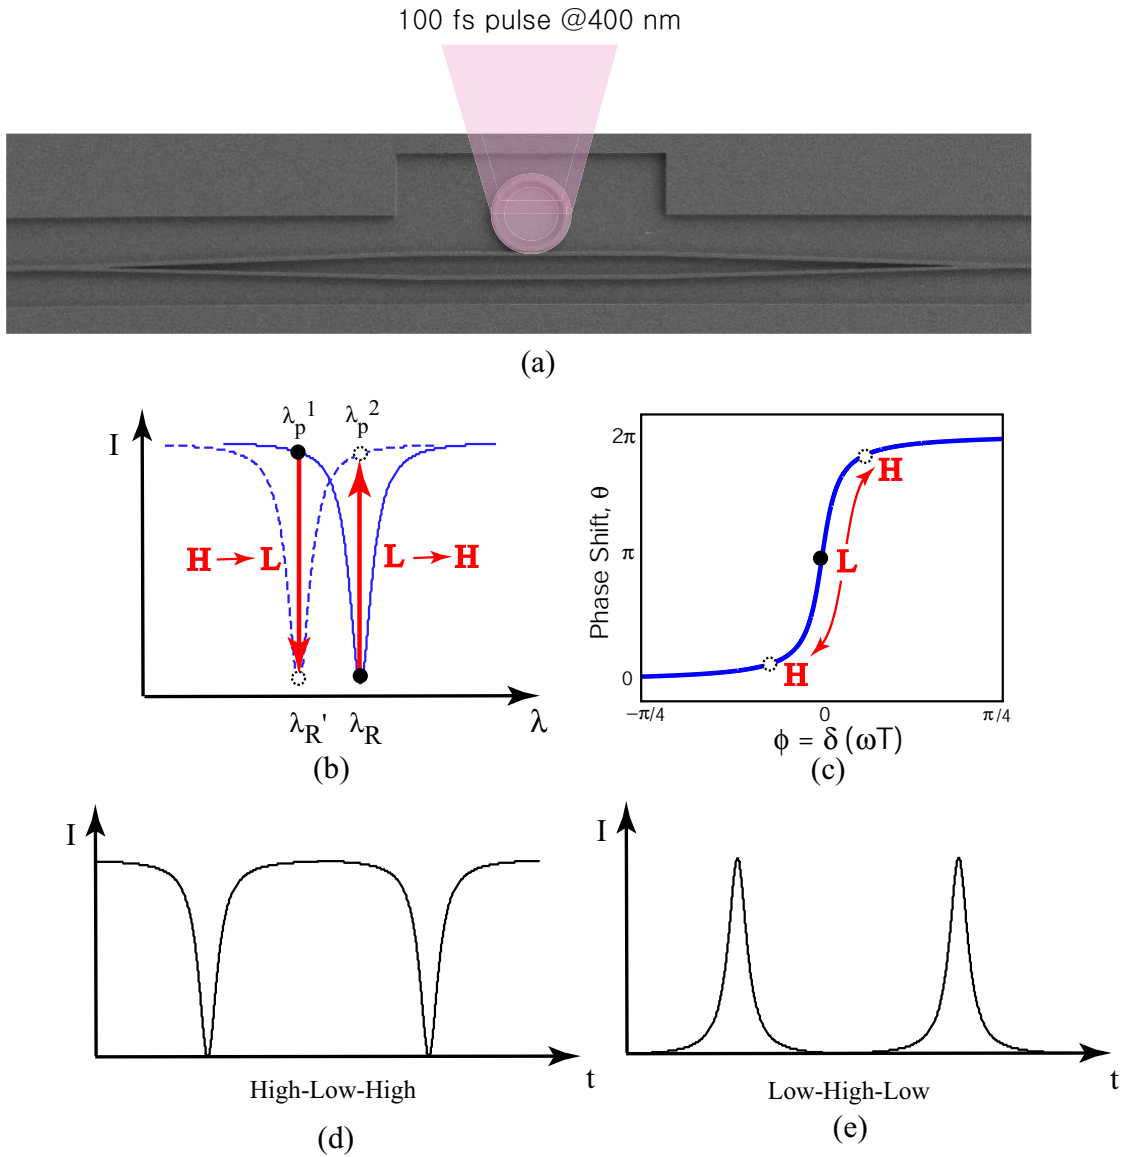 100 fs pulse @400 nm
(a)
I
λp1
λp2
H → L
L → H
λR'
λR
λ
(b)
Phase Shift, θ
2π
π
0
H
L
H
−π/4
0
π/4
ϕ = δ (ωT)
(c)
I
t
High-Low-High
(d)
I
t
Low-High-Low
(e)